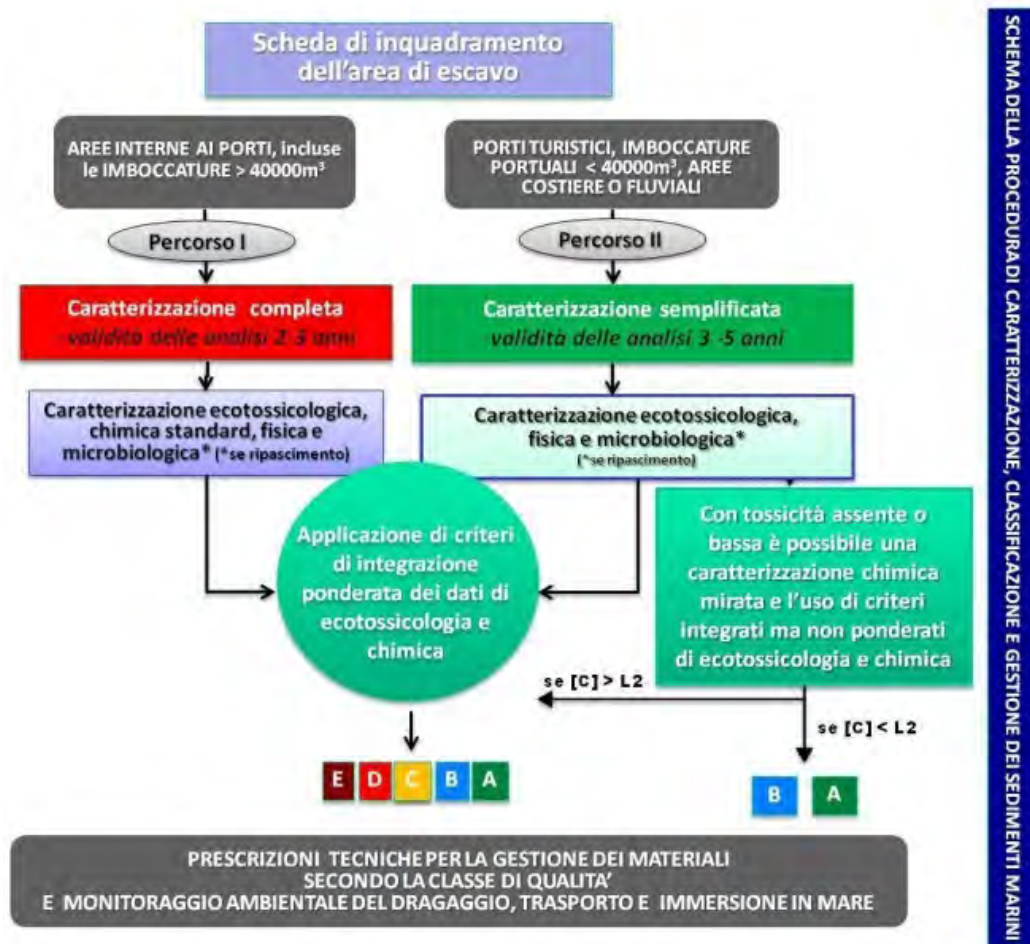 Scheda di inquadramento
dell'area di escavo
AREE INTERNE AI PORTI, incluse
le IMBOCCATURE > 40000m³
PORTI TURISTICI, IMBOCCATURE
PORTUALI < 40000m³, AREE
COSTIERE O FLUVIALI
Percorso I
Percorso II
Caratterizzazione completa
-validità delle analisi 2-3 anni
Caratterizzazione semplificata
-validità delle analisi 3 -5 anni
Caratterizzazione ecotossicologica,
chimica standard, fisica e
microbiologica* (*se ripascimento)
Caratterizzazione ecotossicologica,
fisica e microbiologica*
(*se ripascimento)
Applicazione di criteri
di integrazione
ponderata dei dati di
ecotossicologia e
chimica
Con tossicità assente o
bassa è possibile una
caratterizzazione chimica
mirata e l'uso di criteri
integrati ma non ponderati
di ecotossicologia e chimica
se [C] > L2
se [C] < L2
E D C B A
B A
PRESCRIZIONI TECNICHE PER LA GESTIONE DEI MATERIALI
SECONDO LA CLASSE DI QUALITA'
E MONITORAGGIO AMBIENTALE DEL DRAGAGGIO, TRASPORTO E IMMERSIONE IN MARE
SCHEMA DELLA PROCEDURA DI CARATTERIZZAZIONE, CLASSIFICAZIONE E GESTIONE DEI SEDIMENTI MARINI